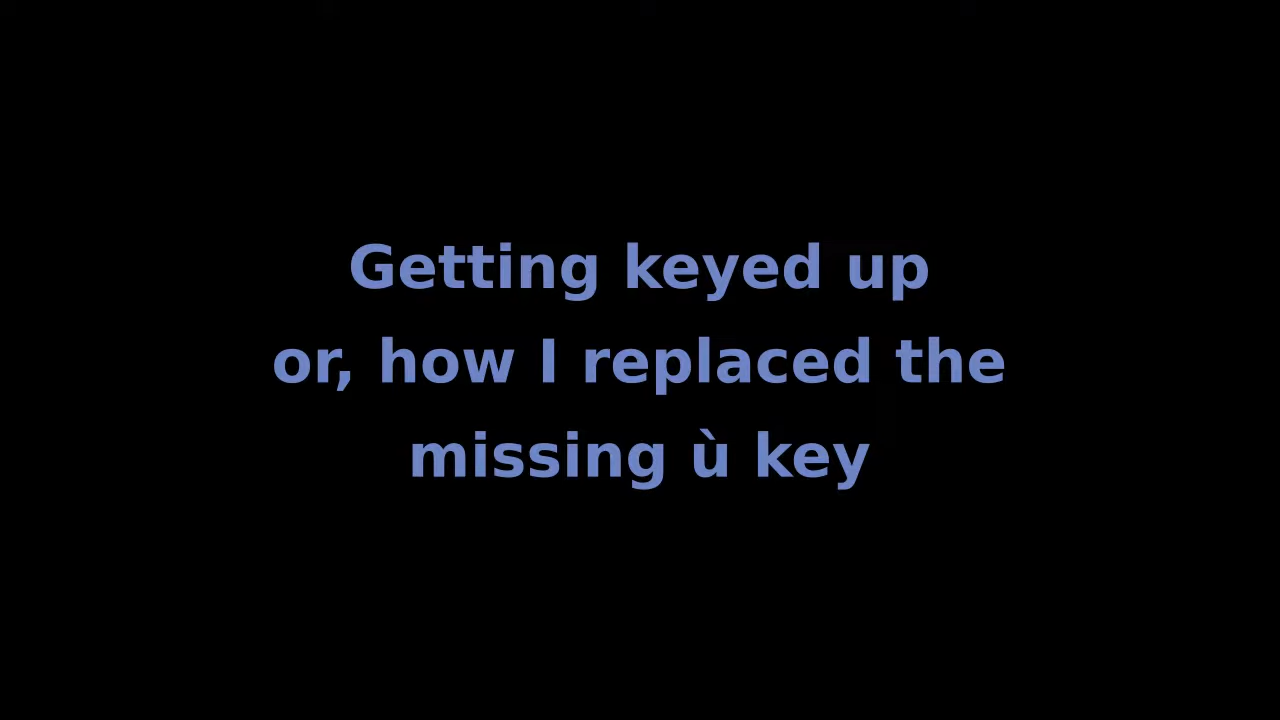 Getting keyed up
or, how I replaced the
missing ù key